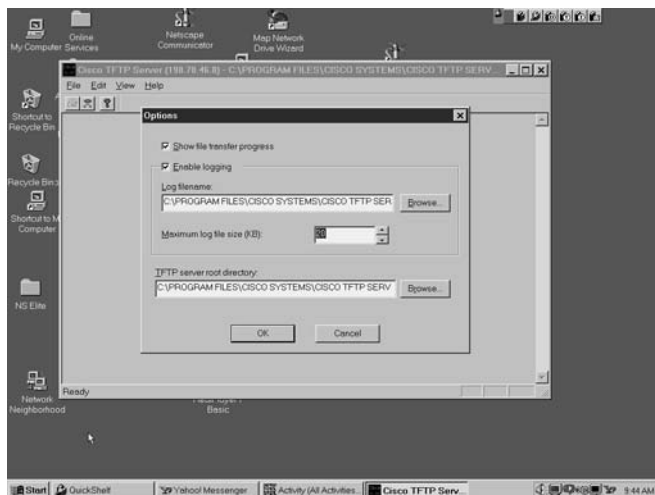 My Computer
Online
Services
Netscape
Communicator
Map Network
Drive Wizard
Cisco TFTP Server (198.78.46.8) - C:\PROGRAM FILES\CISCO SYSTEMS\CISCO TFTP SERV...
File Edit View Help
Shortcut to
Recycle Bin
Options
Show file transfer progress
Enable logging
Log filename:
C:\PROGRAM FILES\CISCO SYSTEMS\CISCO TFTP SER
Browse...
Recycle Bin
Shortcut to M
Computer
Maximum log file size (KB):
TFTP server root directory:
C:\PROGRAM FILES\CISCO SYSTEMS\CISCO TFTP SERV
Browse...
NS Elite
OK
Cancel
Ready
Network
Neighborhood
Basic
Start
QuickShelf
Yahoo! Messenger
Activity (All Activities...
Cisco TFTP Serv...
9:44 AM